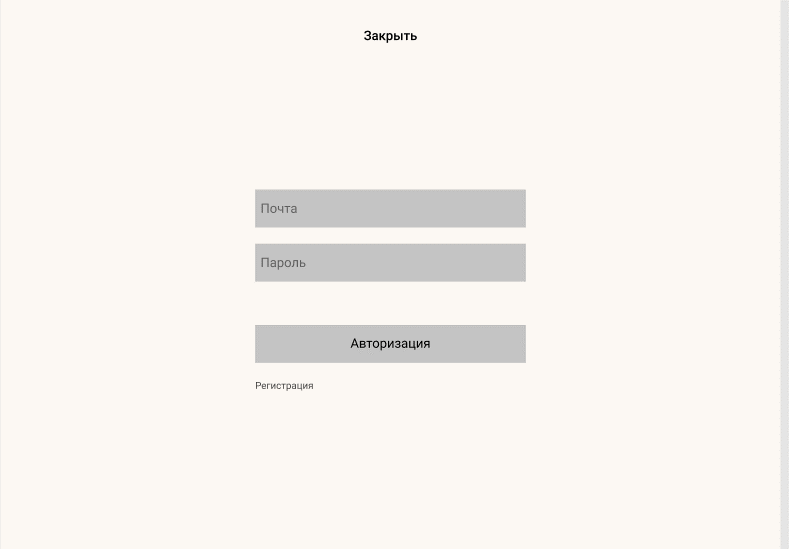 Закрыть
Почта
Пароль
Авторизация
Регистрация